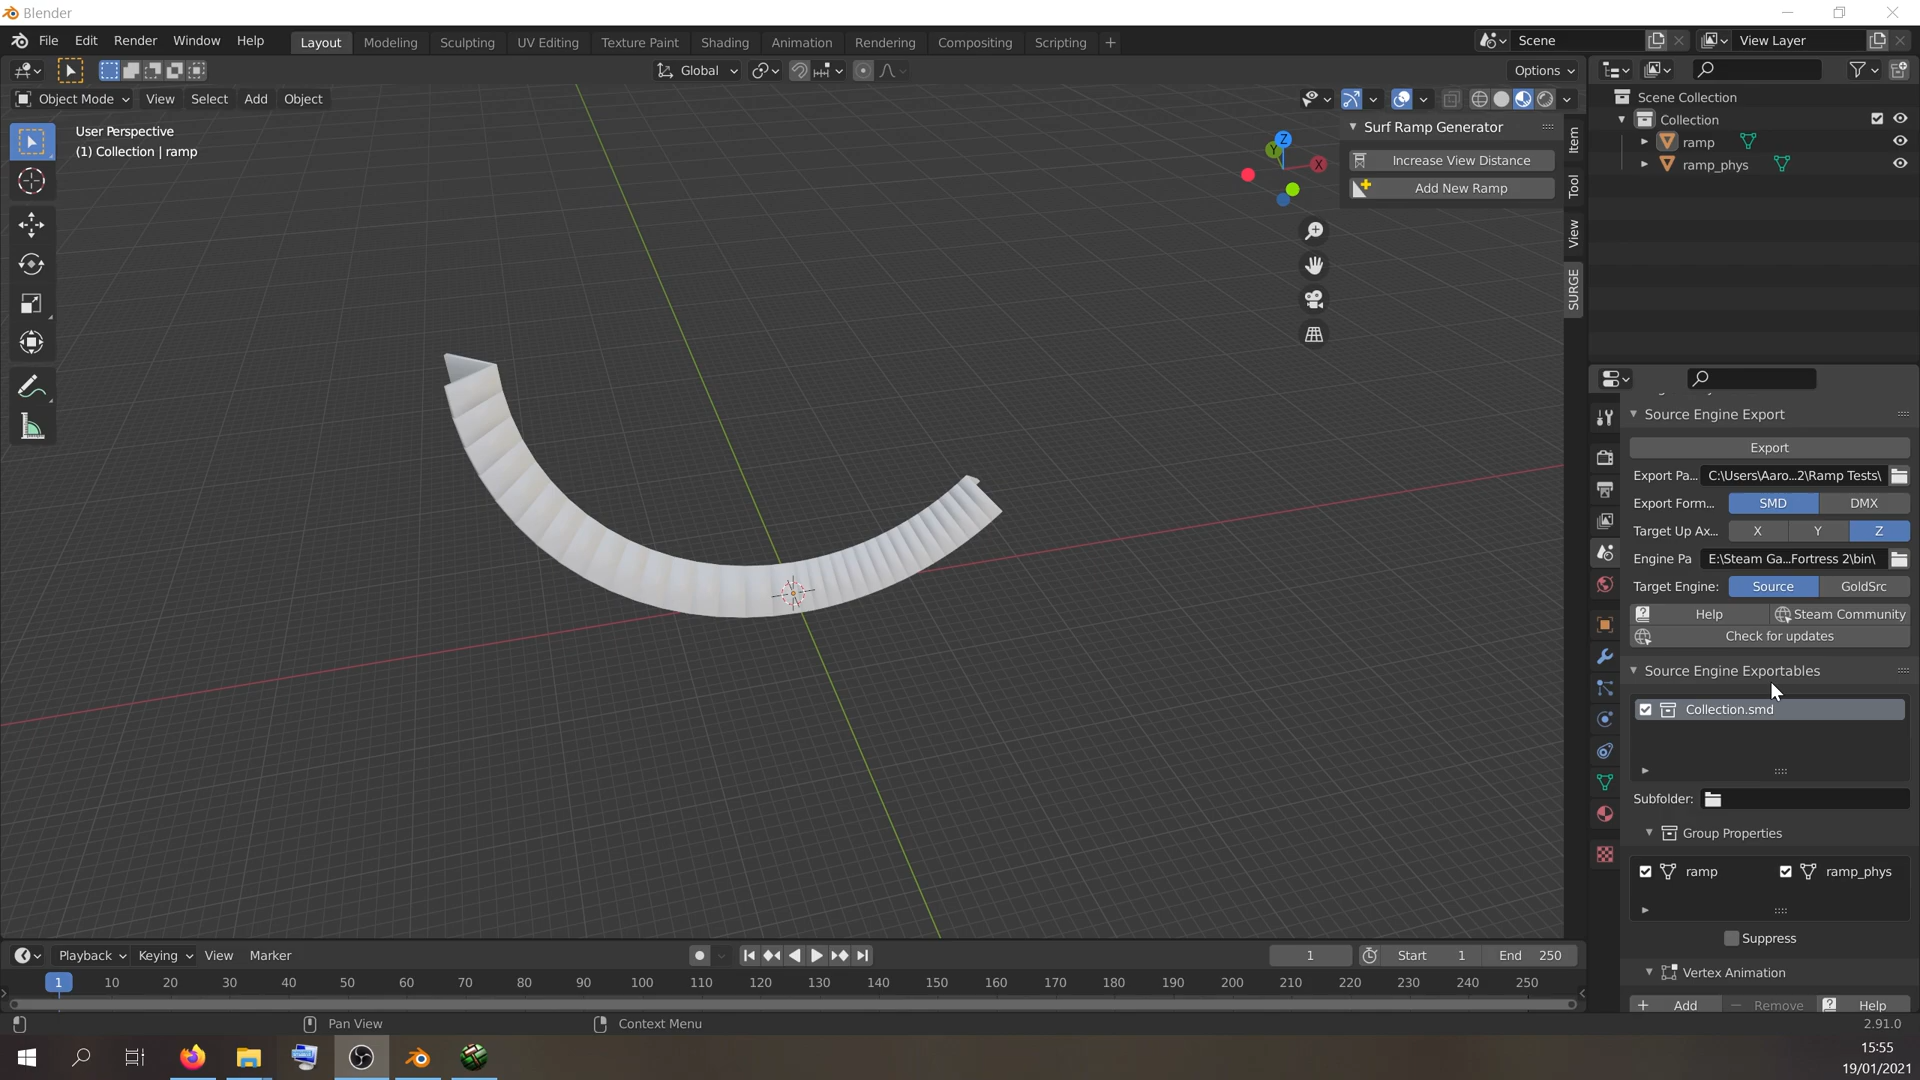 Blender
File Edit Render Window Help Layout Modeling Sculpting UV Editing Texture Paint Shading Animation Rendering Compositing Scripting + Scene View Layer
Global Options
Object Mode View Select Add Object
User Perspective
(1) Collection | ramp
Z
Y
X
Surf Ramp Generator
Increase View Distance
Add New Ramp
Item
Tool
View
SURGE
Scene Collection
Collection
ramp
ramp_phys
Source Engine Export
Export
Export Pa... C:\Users\Aaro...2\Ramp Tests\
Export Form... SMD DMX
Target Up Ax... X Y Z
Engine Pa E:\Steam Ga...Fortress 2\bin\
Target Engine: Source GoldSrc
Help Steam Community
Check for updates
Source Engine Exportables
Collection.smd
Subfolder:
Group Properties
ramp ramp_phys
Suppress
Vertex Animation
+ Add − Remove Help
Playback Keying View Marker 1 Start 1 End 250
1 10 20 30 40 50 60 70 80 90 100 110 120 130 140 150 160 170 180 190 200 210 220 230 240 250
Pan View Context Menu 2.91.0
15:55
19/01/2021